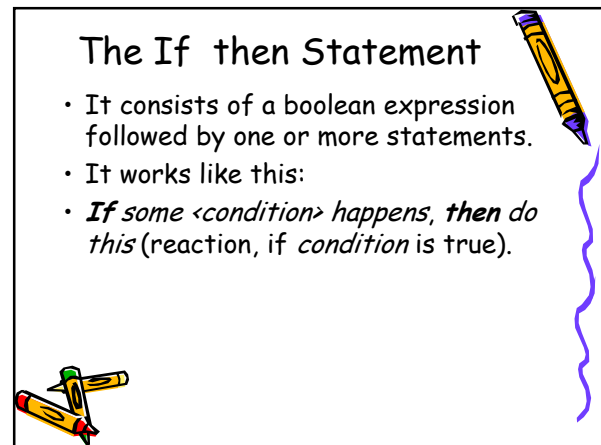 The If then Statement
• It consists of a boolean expression
followed by one or more statements.
• It works like this:
• If some <condition> happens, then do
this (reaction, if condition is true).